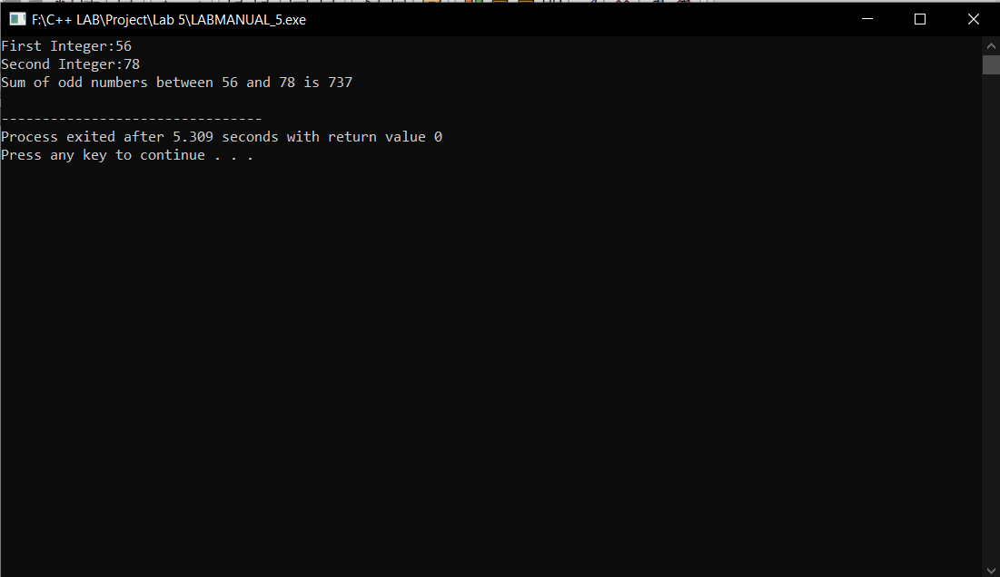 F:\C++ LAB\Project\Lab 5\LABMANUAL_5.exe
First Integer:56
Second Integer:78
Sum of odd numbers between 56 and 78 is 737
--------------------------------
Process exited after 5.309 seconds with return value 0
Press any key to continue . . .